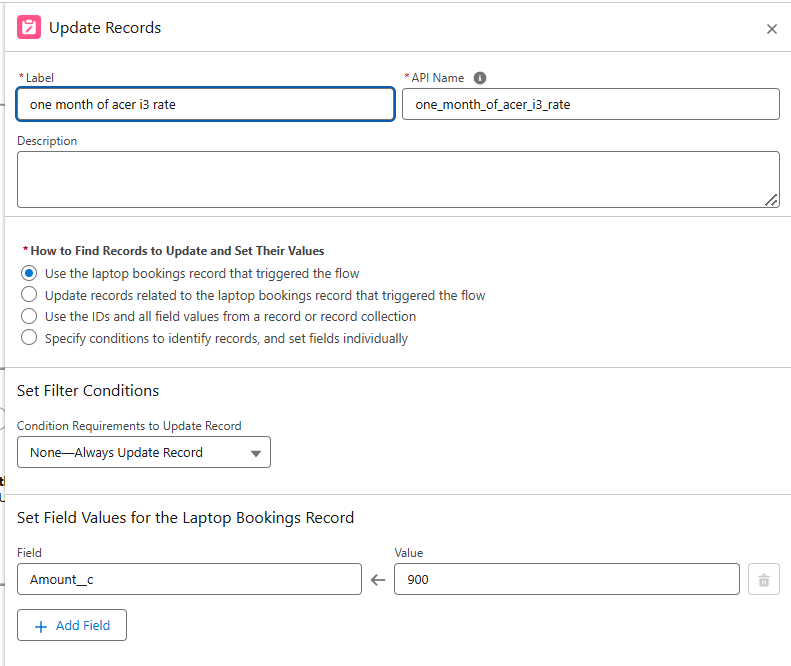 Update Records
*Label
*API Name
one month of acer i3 rate
one_month_of_acer_i3_rate
Description
*How to Find Records to Update and Set Their Values
Use the laptop bookings record that triggered the flow
Update records related to the laptop bookings record that triggered the flow
Use the IDs and all field values from a record or record collection
Specify conditions to identify records, and set fields individually
Set Filter Conditions
Condition Requirements to Update Record
None—Always Update Record
Set Field Values for the Laptop Bookings Record
Field
Value
Amount__c
900
+ Add Field